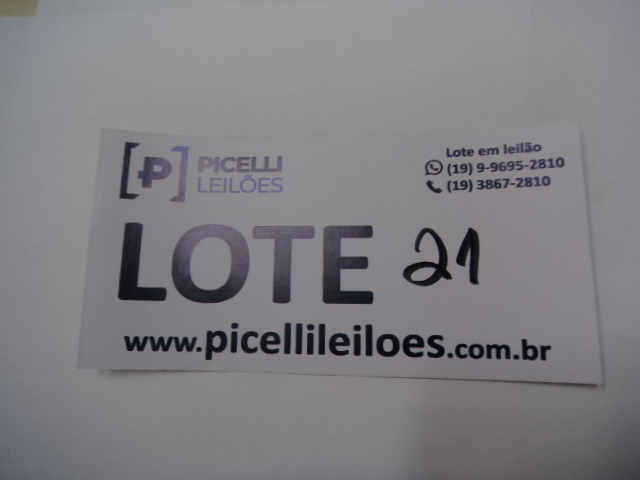 [P] PICELLI
LEILÕES
Lote em leilão
(19) 9-9695-2810
(19) 3867-2810
LOTE 21
www.picellileiloes.com.br